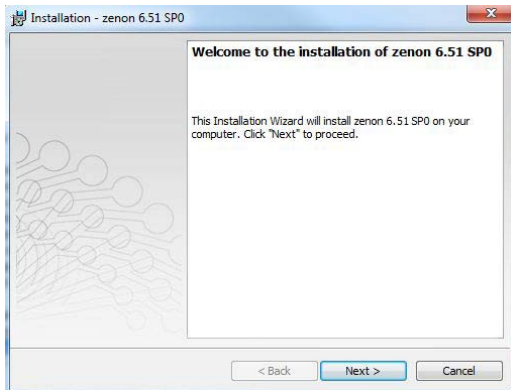 Installation - zenon 6.51 SP0
Welcome to the installation of zenon 6.51 SP0
This Installation Wizard will install zenon 6.51 SP0 on your
computer. Click "Next" to proceed.
< Back Next > Cancel